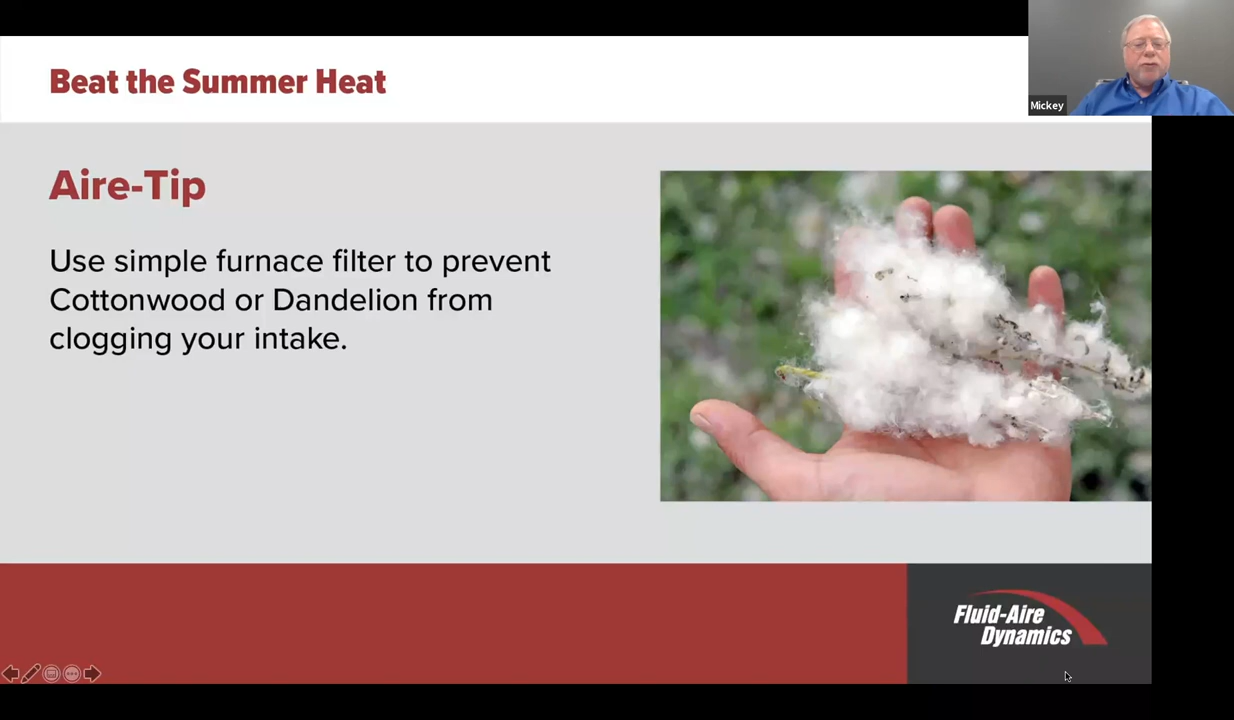 Beat the Summer Heat
Mickey
Aire-Tip
Use simple furnace filter to prevent
Cottonwood or Dandelion from
clogging your intake.
Fluid-Aire
Dynamics